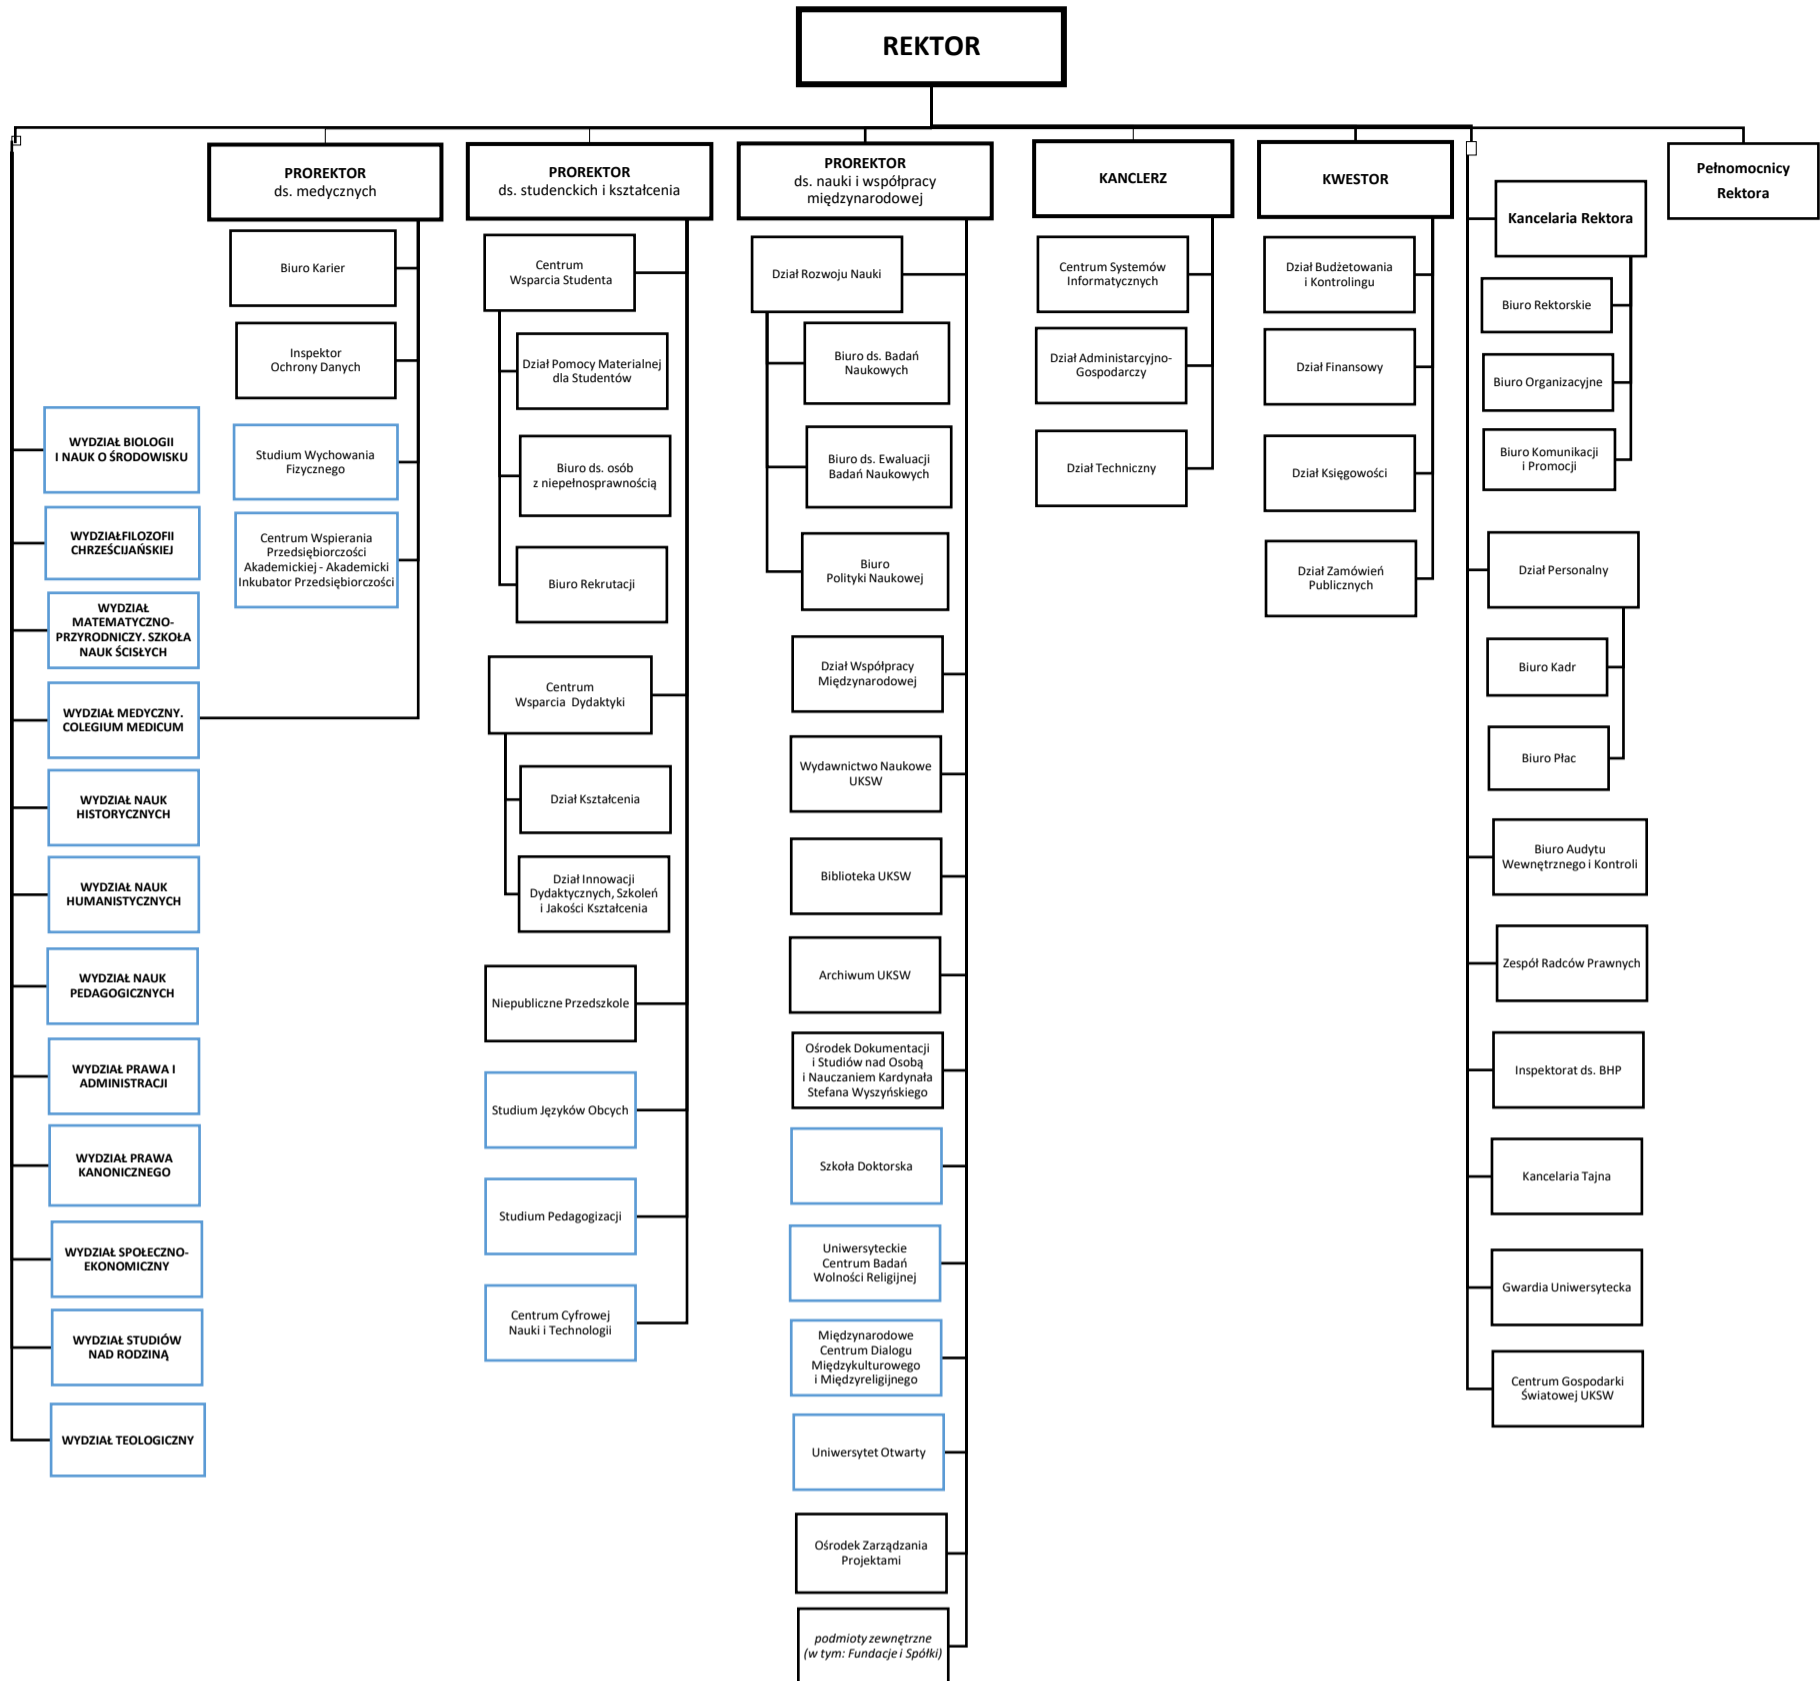 REKTOR
PROREKTOR
ds. medycznych
PROREKTOR
ds. studenckich i kształcenia
PROREKTOR
ds. nauki i współpracy
międzynarodowej
KANCLERZ
KWESTOR
Pełnomocnicy
Rektora
WYDZIAŁ BIOLOGII
I NAUK O ŚRODOWISKU
WYDZIAŁFILOZOFII
CHRZEŚCIJAŃSKIEJ
WYDZIAŁ
MATEMATYCZNO-
PRZYRODNICZY. SZKOŁA
NAUK ŚCISŁYCH
WYDZIAŁ MEDYCZNY.
COLEGIUM MEDICUM
WYDZIAŁ NAUK
HISTORYCZNYCH
WYDZIAŁ NAUK
HUMANISTYCZNYCH
WYDZIAŁ NAUK
PEDAGOGICZNYCH
WYDZIAŁ PRAWA I
ADMINISTRACJI
WYDZIAŁ PRAWA
KANONICZNEGO
WYDZIAŁ SPOŁECZNO-
EKONOMICZNY
WYDZIAŁ STUDIÓW
NAD RODZINĄ
WYDZIAŁ TEOLOGICZNY
Biuro Karier
Inspektor
Ochrony Danych
Studium Wychowania
Fizycznego
Centrum Wspierania
Przedsiębiorczości
Akademickiej - Akademicki
Inkubator Przedsiębiorczości
Centrum
Wsparcia Studenta
Dział Pomocy Materialnej
dla Studentów
Biuro ds. osób
z niepełnosprawnością
Biuro Rekrutacji
Centrum
Wsparcia Dydaktyki
Dział Kształcenia
Dział Innowacji
Dydaktycznych, Szkoleń
i Jakości Kształcenia
Niepubliczne Przedszkole
Studium Języków Obcych
Studium Pedagogizacji
Centrum Cyfrowej
Nauki i Technologii
Dział Rozwoju Nauki
Biuro ds. Badań
Naukowych
Biuro ds. Ewaluacji
Badań Naukowych
Biuro
Polityki Naukowej
Dział Współpracy
Międzynarodowej
Wydawnictwo Naukowe
UKSW
Biblioteka UKSW
Archiwum UKSW
Ośrodek Dokumentacji
i Studiów nad Osobą
i Nauczaniem Kardynała
Stefana Wyszyńskiego
Szkoła Doktorska
Uniwersyteckie
Centrum Badań
Wolności Religijnej
Międzynarodowe
Centrum Dialogu
Międzykulturowego
i Międzyreligijnego
Uniwersytet Otwarty
Ośrodek Zarządzania
Projektami
podmioty zewnętrzne
(w tym: Fundacje i Spółki)
Centrum Systemów
Informatycznych
Dział Administarcyjno-
Gospodarczy
Dział Techniczny
Dział Budżetowania
i Kontrolingu
Dział Finansowy
Dział Księgowości
Dział Zamówień
Publicznych
Kancelaria Rektora
Biuro Rektorskie
Biuro Organizacyjne
Biuro Komunikacji
i Promocji
Dział Personalny
Biuro Kadr
Biuro Płac
Biuro Audytu
Wewnętrznego i Kontroli
Zespół Radców Prawnych
Inspektorat ds. BHP
Kancelaria Tajna
Gwardia Uniwersytecka
Centrum Gospodarki
Światowej UKSW